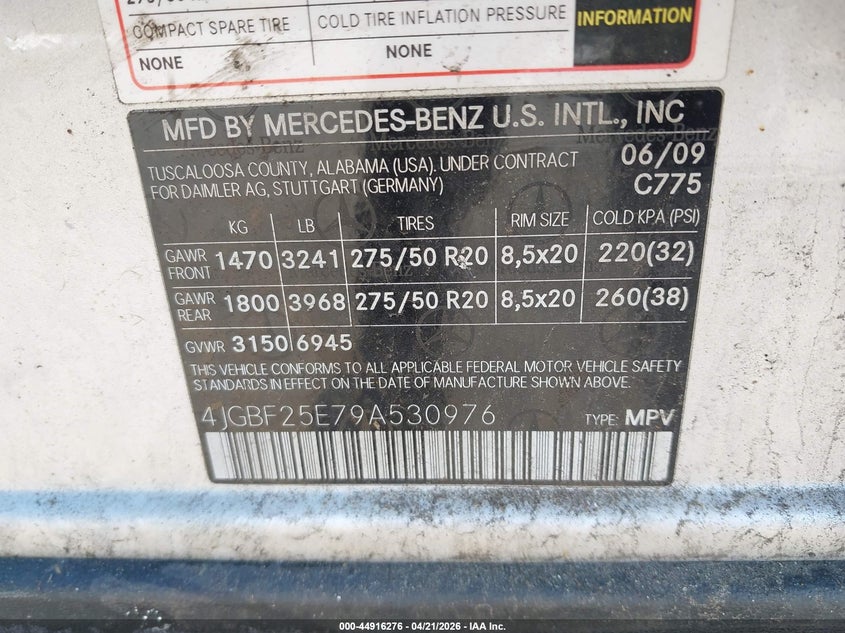 COMPACT SPARE TIRE COLD TIRE INFLATION PRESSURE INFORMATION
NONE NONE
MFD BY MERCEDES-BENZ U.S. INTL., INC
TUSCALOOSA COUNTY, ALABAMA (USA). UNDER CONTRACT 06/09
FOR DAIMLER AG, STUTTGART (GERMANY) C775
KG LB TIRES RIM SIZE COLD KPA (PSI)
GAWR FRONT 1470 3241 275/50 R20 8,5x20 220(32)
GAWR REAR 1800 3968 275/50 R20 8,5x20 260(38)
GVWR 3150 6945
THIS VEHICLE CONFORMS TO ALL APPLICABLE FEDERAL MOTOR VEHICLE SAFETY
STANDARDS IN EFFECT ON THE DATE OF MANUFACTURE SHOWN ABOVE.
4JGBF25E79A530976 TYPE: MPV
000-44916276 - 04/21/2026 - IAA Inc.